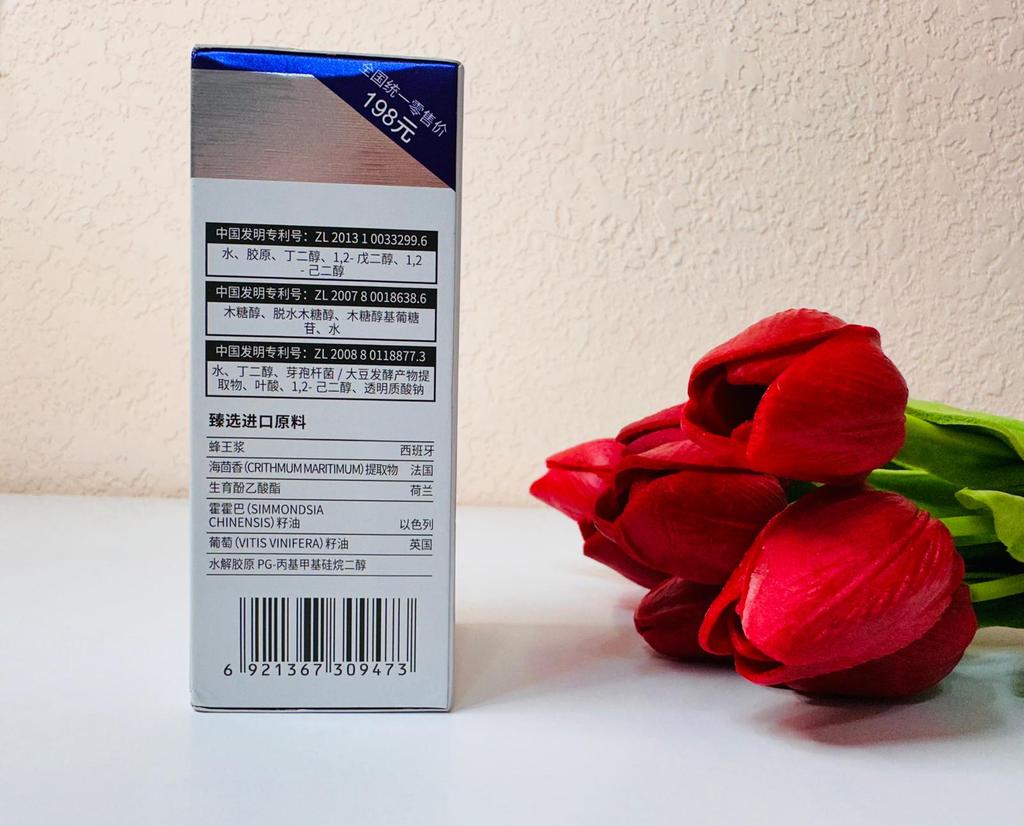 全国统一零售价
198元
中国发明专利号：ZL 2013 1 0033299.6
水、胶原、丁二醇、1,2- 戊二醇、1,2
- 己二醇
中国发明专利号：ZL 2007 8 0018638.6
木糖醇、脱水木糖醇、木糖醇基葡糖
苷、水
中国发明专利号：ZL 2008 8 0118877.3
水、丁二醇、芽孢杆菌 / 大豆发酵产物提
取物、叶酸、1,2- 己二醇、透明质酸钠
臻选进口原料
蜂王浆 西班牙
海茴香（CRITHMUM MARITIMUM）提取物 法国
生育酚乙酸酯 荷兰
霍霍巴（SIMMONDSIA
CHINENSIS）籽油 以色列
葡萄（VITIS VINIFERA）籽油 英国
水解胶原 PG-丙基甲基硅烷二醇
6 921367 309473